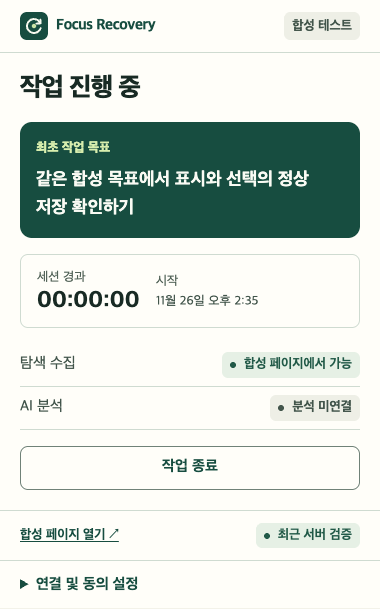 Focus Recovery
합성 테스트
작업 진행 중
최초 작업 목표
같은 합성 목표에서 표시와 선택의 정상
저장 확인하기
세션 경과
00:00:00
시작
11월 26일 오후 2:35
탐색 수집
• 합성 페이지에서 가능
AI 분석
• 분석 미연결
작업 종료
합성 페이지 열기 ↗
• 최근 서버 검증
▶ 연결 및 동의 설정